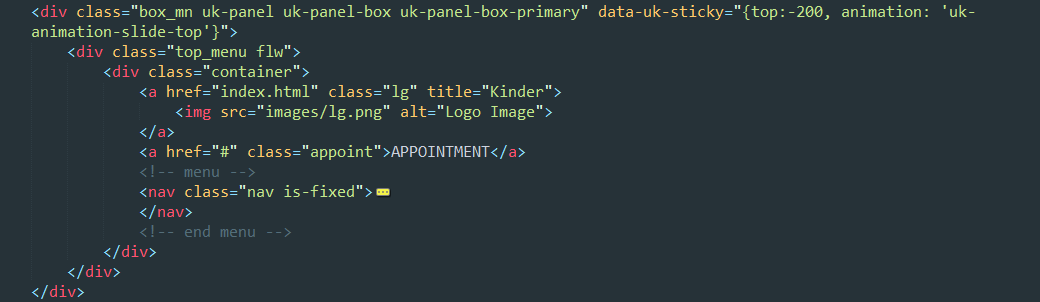 <div class="box_mn uk-panel uk-panel-box uk-panel-box-primary" data-uk-sticky="{top:-200, animation: 'uk-
animation-slide-top'}">
<div class="top_menu flw">
<div class="container">
<a href="index.html" class="lg" title="Kinder">
<img src="images/lg.png" alt="Logo Image">
</a>
<a href="#" class="appoint">APPOINTMENT</a>
<!-- menu -->
<nav class="nav is-fixed">
</nav>
<!-- end menu -->
</div>
</div>
</div>